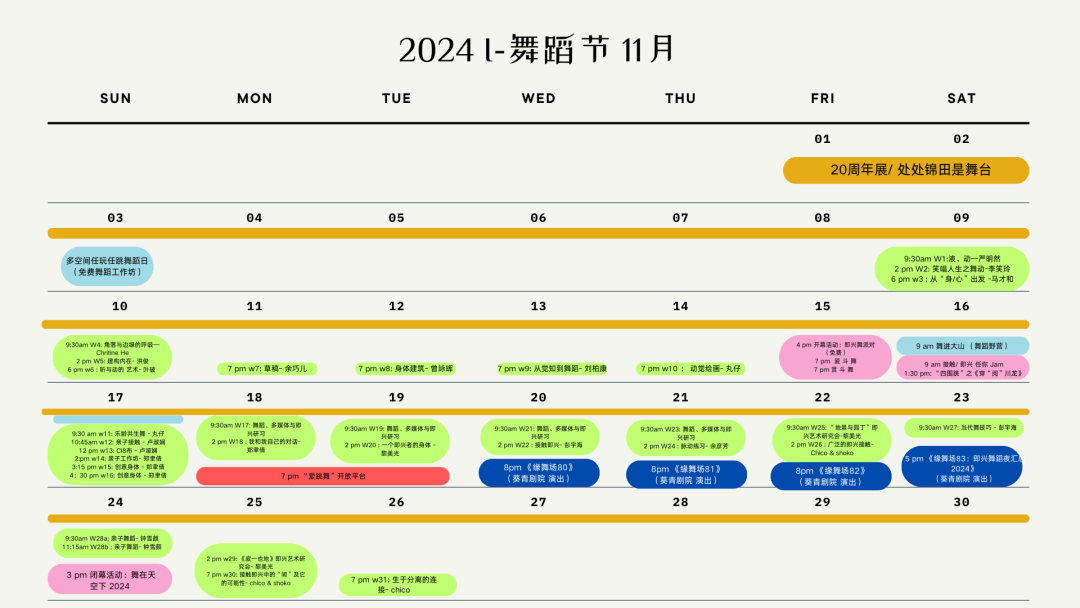 2024 i-舞蹈节 11月
SUN MON TUE WED THU FRI SAT
01 02
20周年展/ 处处锦田是舞台
03 04 05 06 07 08 09
多空间任玩任跳舞蹈日
（免费舞蹈工作坊）
9:30am W1:波、动—严明然
2 pm W2: 笑唱人生之舞动-李笑玲
6 pm w3 : 从 “身/心” 出发 -马才和
10 11 12 13 14 15 16
9:30am W4: 角落与边缘的呼吸—
Chritine He
2 pm W5: 建构内在- 洪俊
6 pm w6 : 听与动的 艺术- 叶破
7 pm w7: 草稿- 余巧儿
7 pm w8: 身体建筑- 曾詠暉
7 pm w9: 从觉知到舞蹈- 刘柏康
7 pm w10 ： 动觉绘画- 丸仔
4 pm 开幕活动：即兴舞派对
（免费）
7 pm 竖 斗 舞
7 pm 竖 斗 舞
9 am 舞进大山 （舞蹈野营）
9 am 接触/ 即兴 任你 Jam
1:30 pm: “四围跳” 之《穿 “阅” 川龙》
17 18 19 20 21 22 23
9:30 am w11: 乐龄共生舞 - 丸仔
10:45am w12: 亲子接触 - 卢淑娴
12 pm w13: CI8布 - 卢淑娴
2pm w14: 亲子工作坊- 郑聿倩
3:15 pm w15: 创意身体 - 郑聿倩
4：30 pm w16: 创意身体- 郑聿倩
9:30am W17: 舞蹈、多媒体与即
兴研习
2 pm W18 : 我和我自己的对话-
郑聿倩
7 pm “爱跳舞” 开放平台
9:30am W19: 舞蹈、多媒体与即
兴研习
2 pm W20 : 一个即兴者的身体 -
黎美光
9:30am W21: 舞蹈、多媒体与即
兴研习
2 pm W22 : 接触即兴- 彭宇海
8pm 《缘舞场80》
（葵青剧院 演出）
9:30am W23: 舞蹈、多媒体与即
兴研习
2 pm W24 : 脉动练习- 余彦芳
8pm 《缘舞场81》
（葵青剧院 演出）
9:30am W25: “地景与园丁” 即
兴艺术研究会-黎美光
2 pm W26 : 广泛的即兴接触-
Chico & shoko
8pm 《缘舞场82》
（葵青剧院 演出）
9:30am W27: 当代舞技巧 - 彭宇海
5 pm 《缘舞场83：即兴舞蹈夜汇
2024》
（葵青剧院 演出）
24 25 26 27 28 29 30
9:30am W28a: 亲子舞蹈- 钟雪颜
11:15am W28b : 亲子舞蹈- 钟雪颜
3 pm 闭幕活动：舞在天
空下 2024
2 pm w29: 《寂一也地》即兴艺术研
究会- 黎美光
7 pm w30: 接触即兴中的 “间” 及它
的可能性- chico & shoko
7 pm w31: 生于分离的连
接- chico